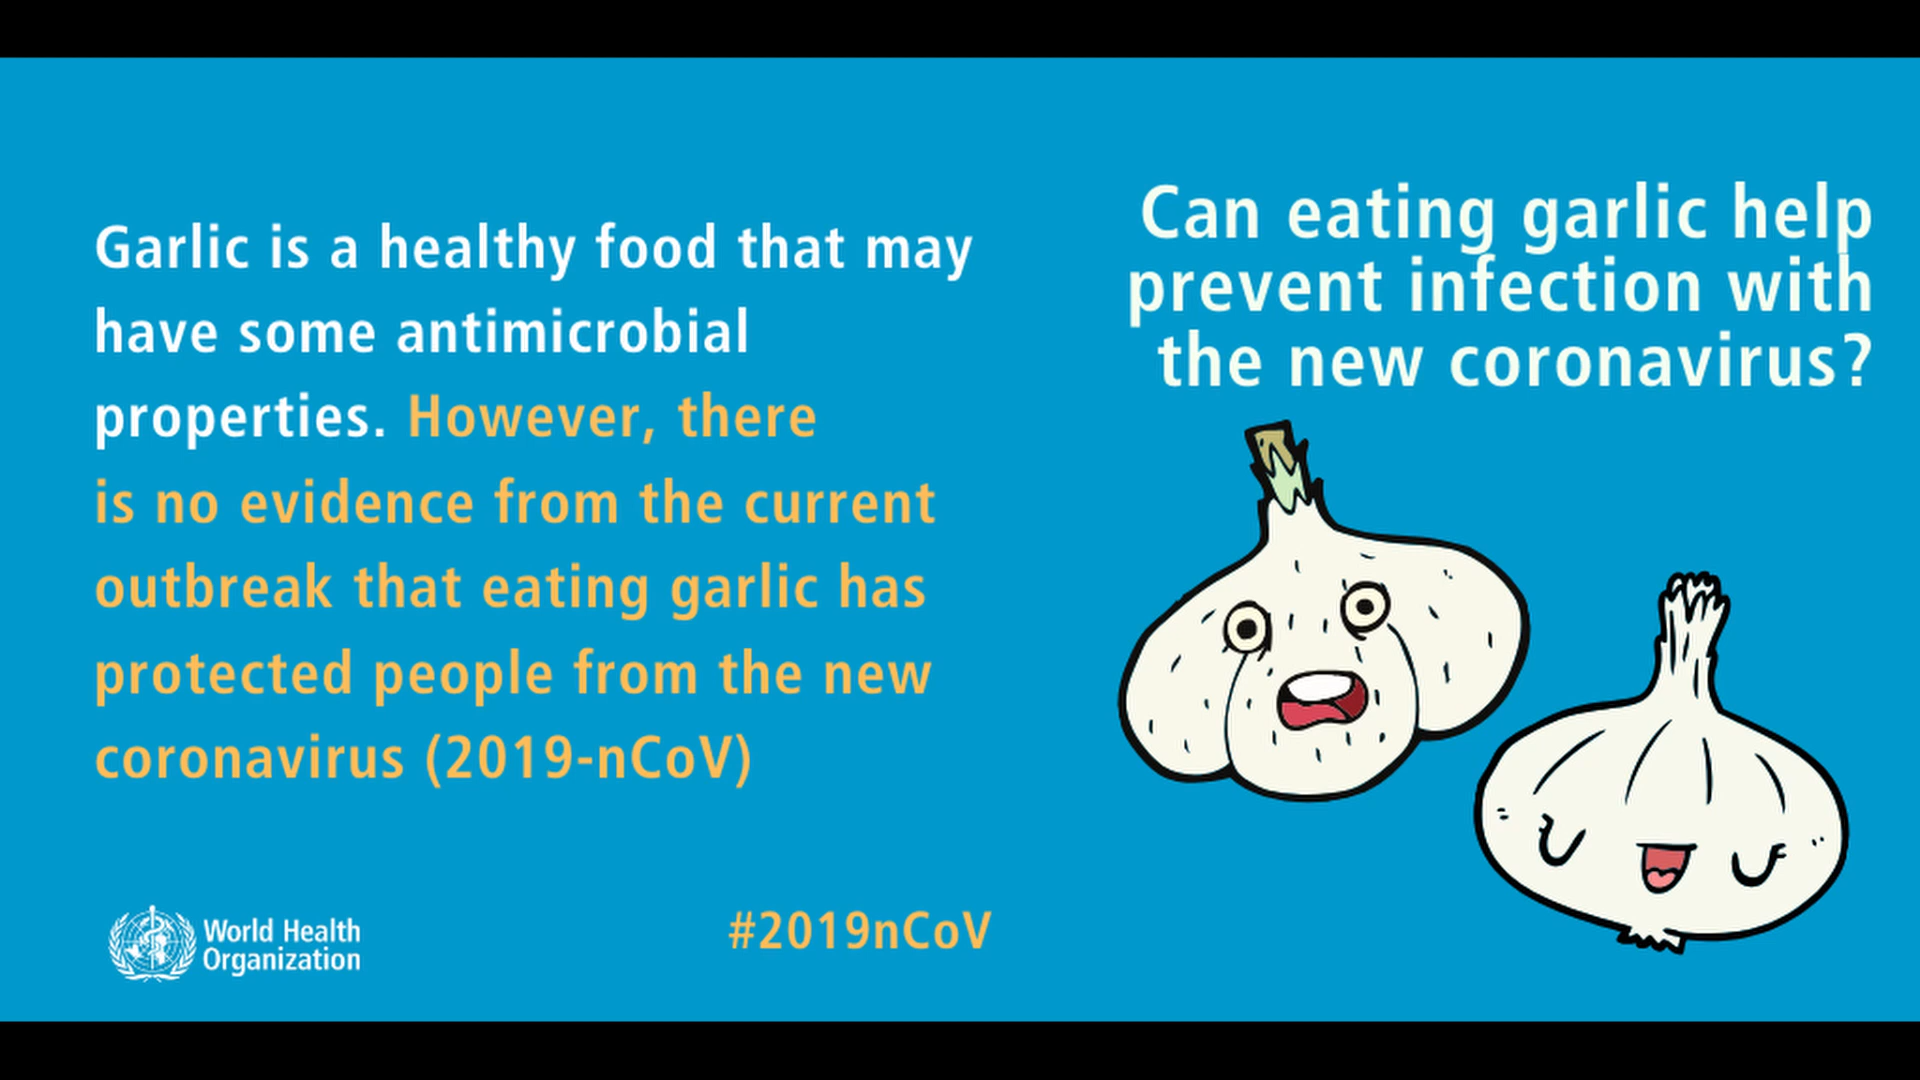 Can eating garlic help
prevent infection with
the new coronavirus?
Garlic is a healthy food that may
have some antimicrobial
properties. However, there
is no evidence from the current
outbreak that eating garlic has
protected people from the new
coronavirus (2019-nCoV)
World Health
Organization
#2019nCoV